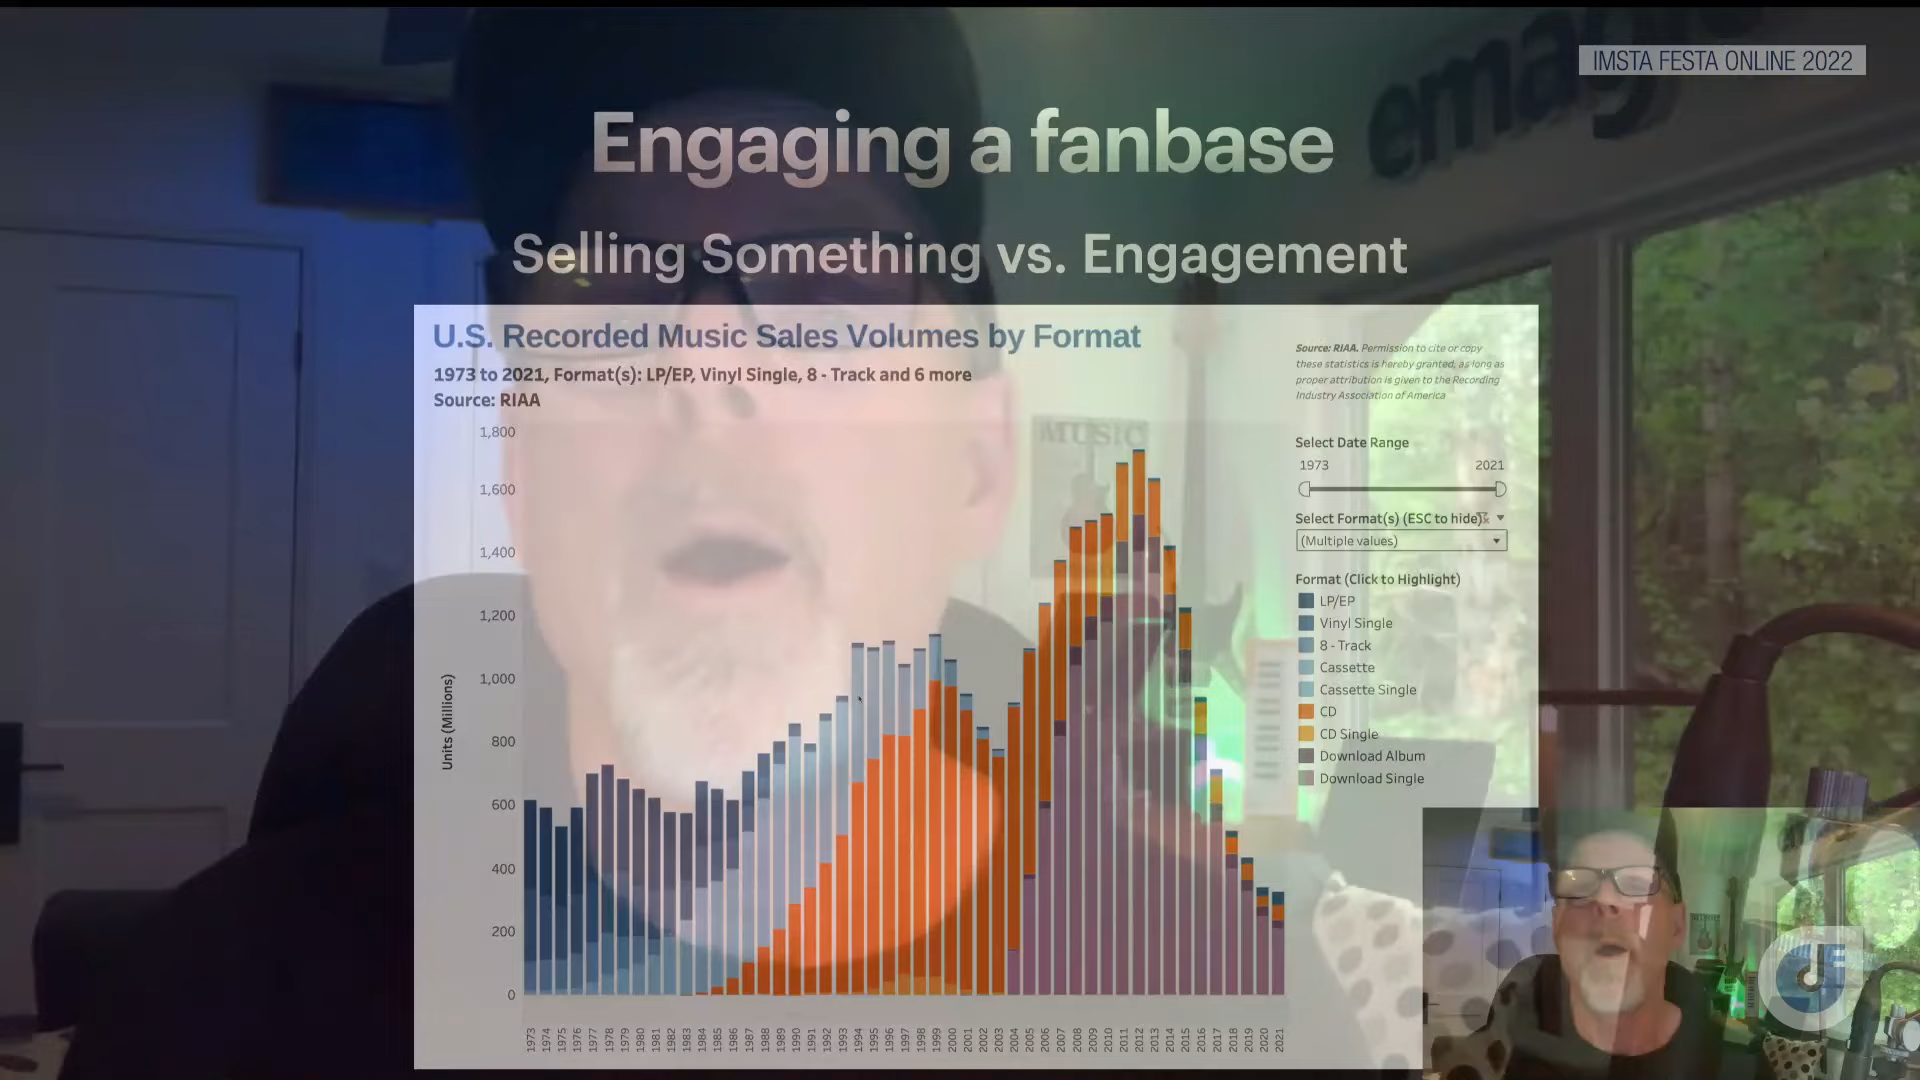 IMSTA FESTA ONLINE 2022
emagic
Engaging a fanbase
Selling Something vs. Engagement
U.S. Recorded Music Sales Volumes by Format
1973 to 2021, Format(s): LP/EP, Vinyl Single, 8 - Track and 6 more
Source: RIAA
Source: RIAA. Permission to cite or copy
these statistics is hereby granted, as long as
proper attribution is given to the Recording
Industry Association of America
MUSIC
Select Date Range
1973 2021
Select Format(s) (ESC to hide)
(Multiple values)
Format (Click to Highlight)
LP/EP
Vinyl Single
8 - Track
Cassette
Cassette Single
CD
CD Single
Download Album
Download Single
Units (Millions)
1,800
1,600
1,400
1,200
1,000
800
600
400
200
0
1973 1974 1975 1976 1977 1978 1979 1980 1981 1982 1983 1984 1985 1986 1987 1988 1989 1990 1991 1992 1993 1994 1995 1996 1997 1998 1999 2000 2001 2002 2003 2004 2005 2006 2007 2008 2009 2010 2011 2012 2013 2014 2015 2016 2017 2018 2019 2020 2021